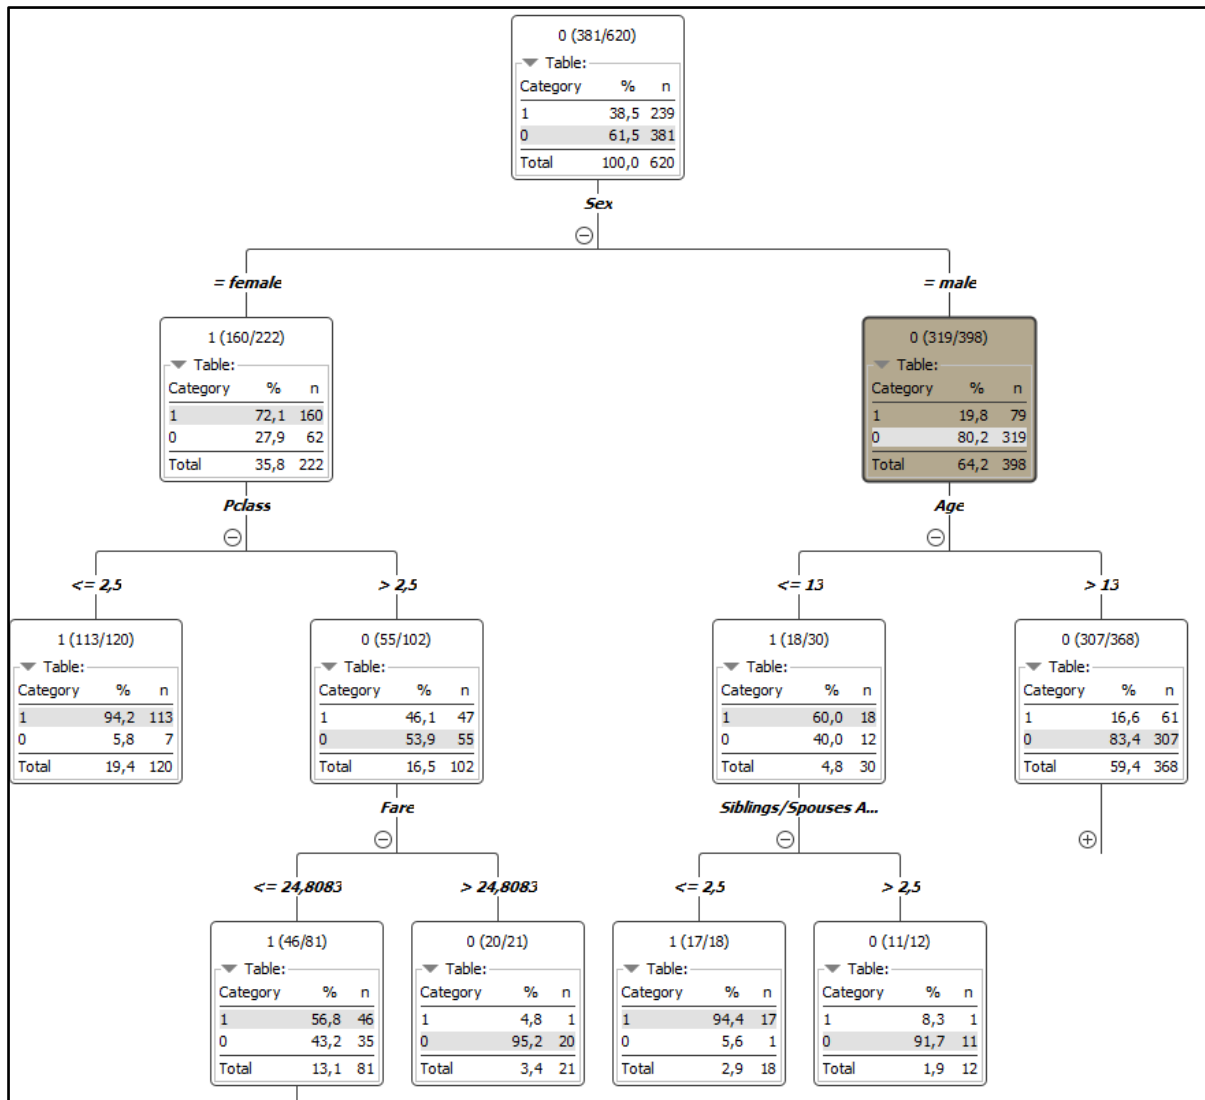 0 (381/620)
Table:
Category % n
1 38,5 239
0 61,5 381
Total 100,0 620
Sex
= female
= male
1 (160/222)
Table:
Category % n
1 72,1 160
0 27,9 62
Total 35,8 222
0 (319/398)
Table:
Category % n
1 19,8 79
0 80,2 319
Total 64,2 398
Pclass
Age
<= 2,5
> 2,5
<= 13
> 13
1 (113/120)
Table:
Category % n
1 94,2 113
0 5,8 7
Total 19,4 120
0 (55/102)
Table:
Category % n
1 46,1 47
0 53,9 55
Total 16,5 102
1 (18/30)
Table:
Category % n
1 60,0 18
0 40,0 12
Total 4,8 30
0 (307/368)
Table:
Category % n
1 16,6 61
0 83,4 307
Total 59,4 368
Fare
Siblings/Spouses A...
<= 24,8083
> 24,8083
<= 2,5
> 2,5
1 (46/81)
Table:
Category % n
1 56,8 46
0 43,2 35
Total 13,1 81
0 (20/21)
Table:
Category % n
1 4,8 1
0 95,2 20
Total 3,4 21
1 (17/18)
Table:
Category % n
1 94,4 17
0 5,6 1
Total 2,9 18
0 (11/12)
Table:
Category % n
1 8,3 1
0 91,7 11
Total 1,9 12